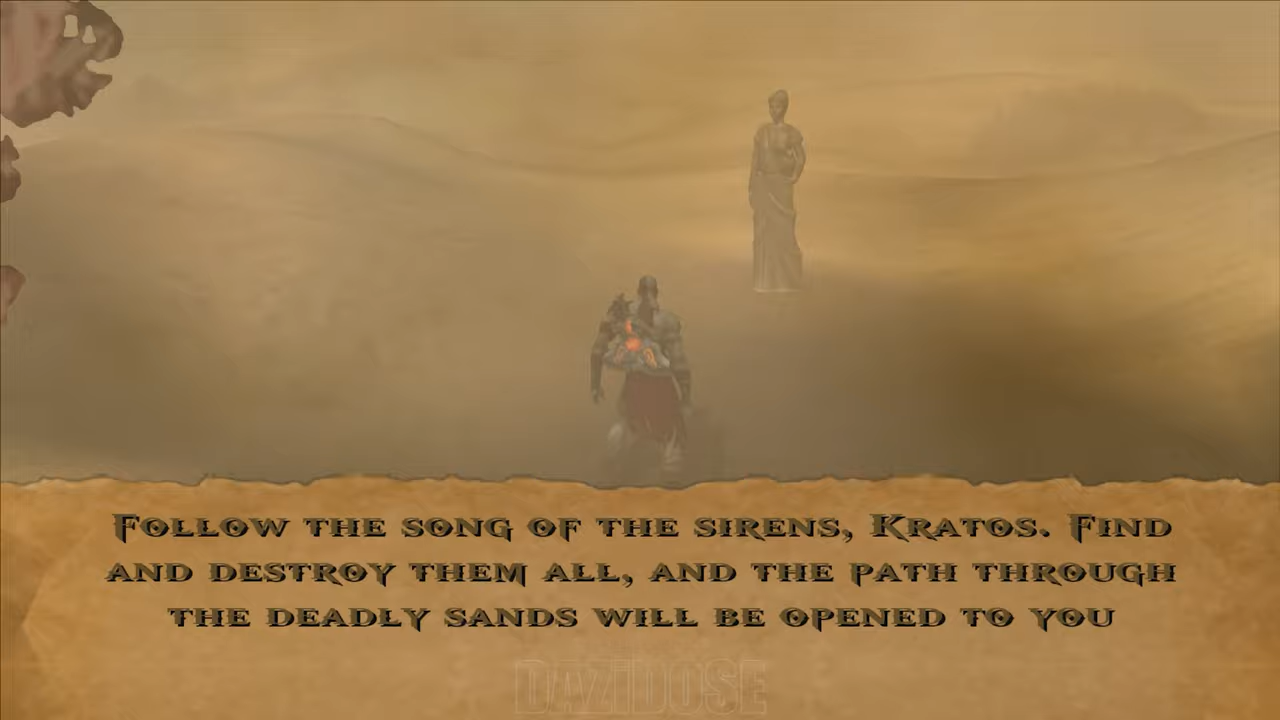 Follow the song of the sirens, Kratos. Find
and destroy them all, and the path through
the deadly sands will be opened to you
DAZIDOSE